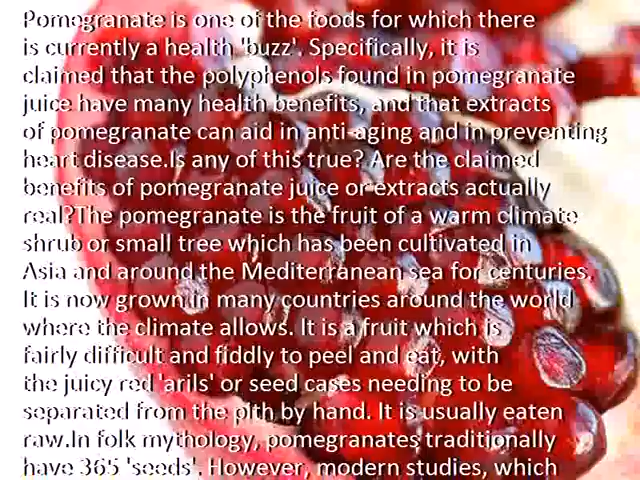 Pomegranate is one of the foods for which there
is currently a health 'buzz'. Specifically, it is
claimed that the polyphenols found in pomegranate
juice have many health benefits, and that extracts
of pomegranate can aid in anti-aging and in preventing
heart disease.Is any of this true? Are the claimed
benefits of pomegranate juice or extracts actually
real?The pomegranate is the fruit of a warm climate
shrub or small tree which has been cultivated in
Asia and around the Mediterranean sea for centuries.
It is now grown in many countries around the world
where the climate allows. It is a fruit which is
fairly difficult and fiddly to peel and eat, with
the juicy red 'arils' or seed cases needing to be
separated from the pith by hand. It is usually eaten
raw.In folk mythology, pomegranates traditionally
have 365 'seeds'. However, modern studies, which